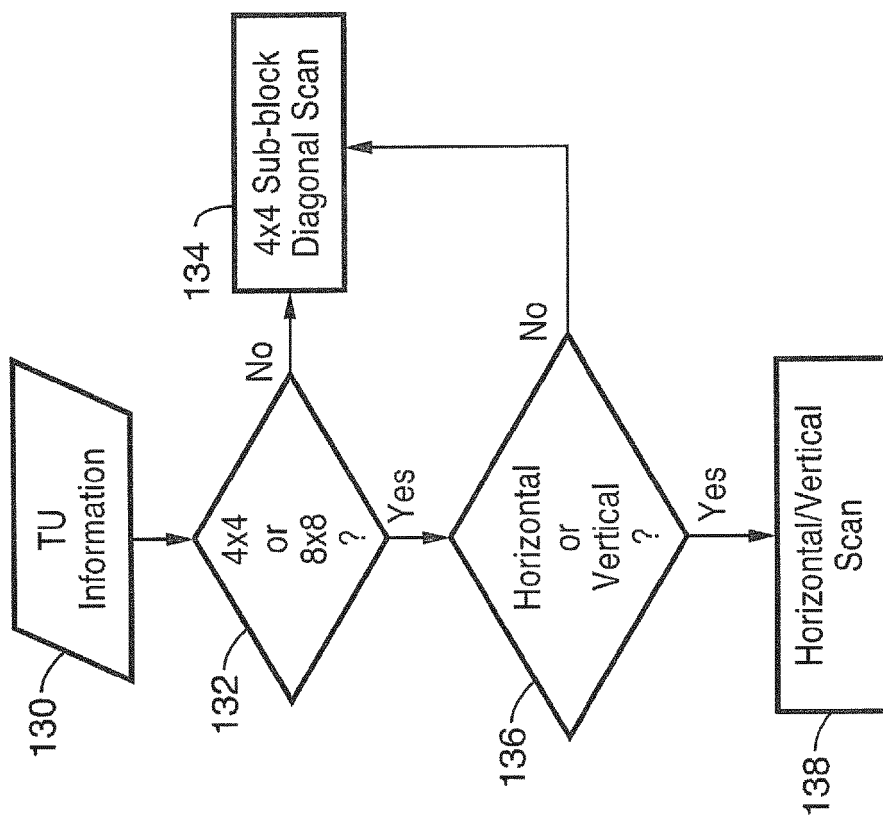 130
TU
Information
132
4x4
or
8x8
?
No
Yes
134
4x4 Sub-block
Diagonal Scan
136
Horizontal
or
Vertical
?
No
Yes
138
Horizontal/Vertical
Scan